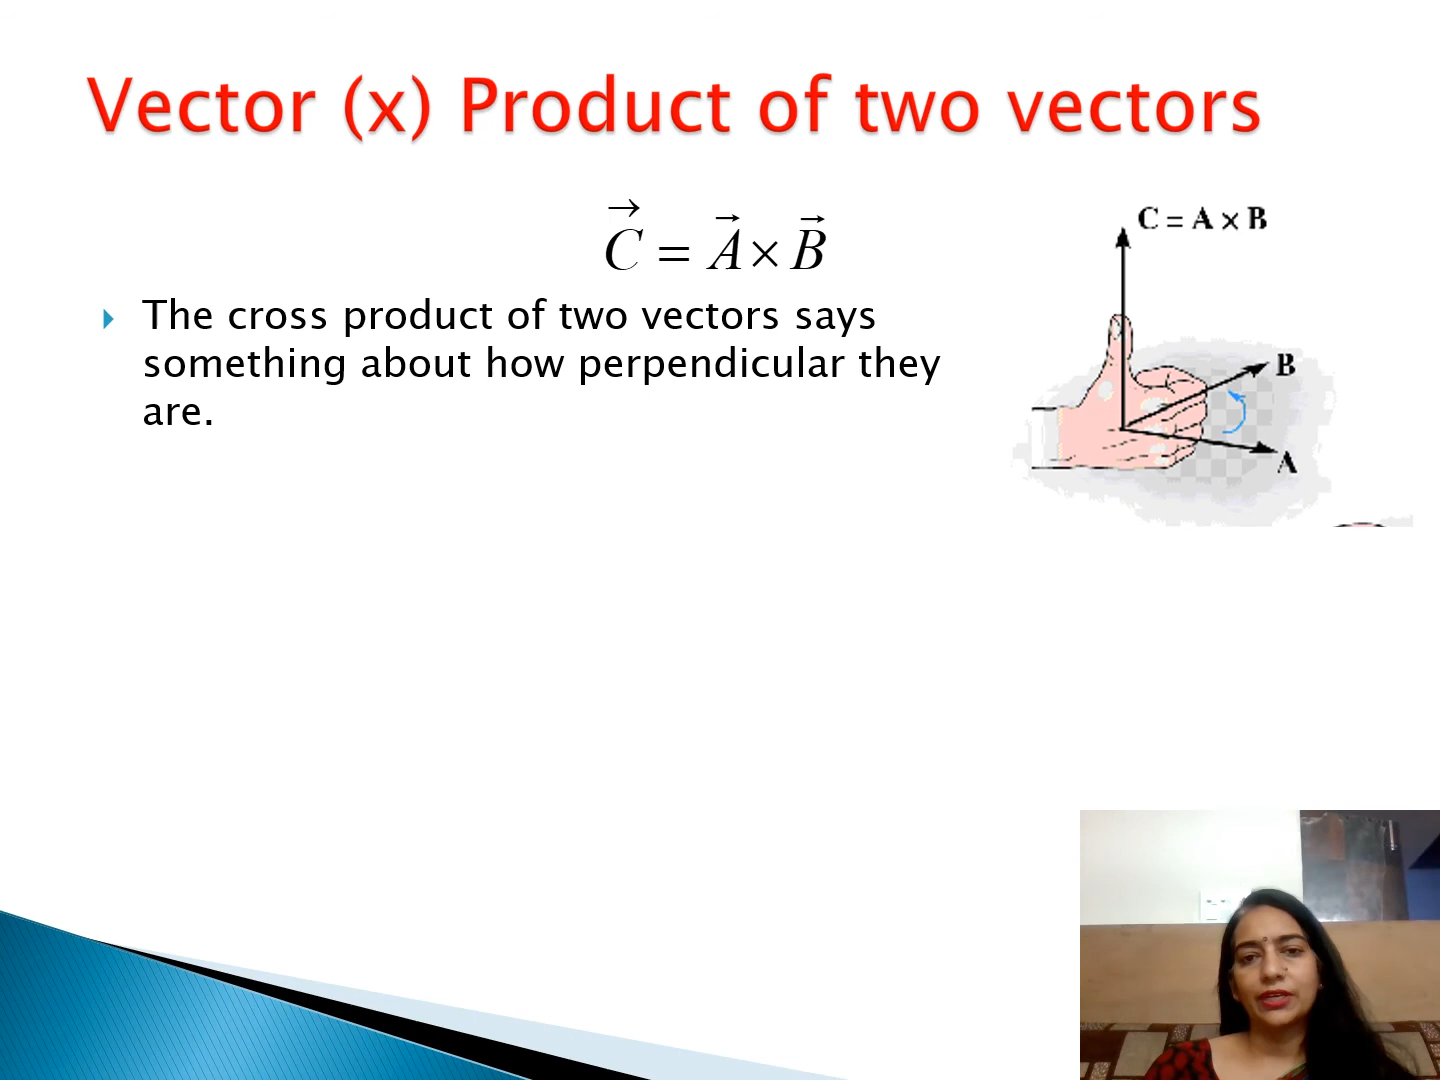 Vector (x) Product of two vectors
C⃗ = A⃗ × B⃗
The cross product of two vectors says
something about how perpendicular they
are.
C = A × B
B
A